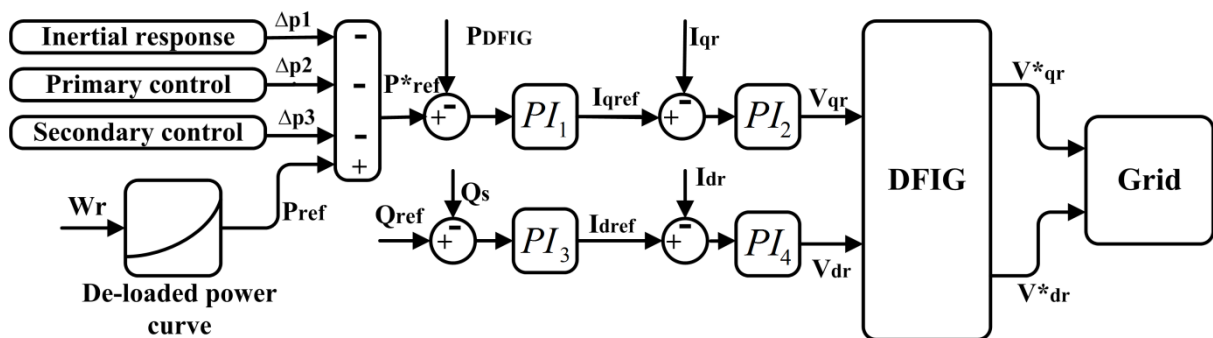 Inertial response
Δp1
Primary control
Δp2
Secondary control
Δp3
-
-
-
+
Wr
De-loaded power
curve
Pref
P*ref
PDFIG
+
-
PI1
Iqref
Iqr
+
-
PI2
Vqr
Qref
Qs
+
-
PI3
Idref
Idr
+
-
PI4
Vdr
DFIG
V*qr
V*dr
Grid